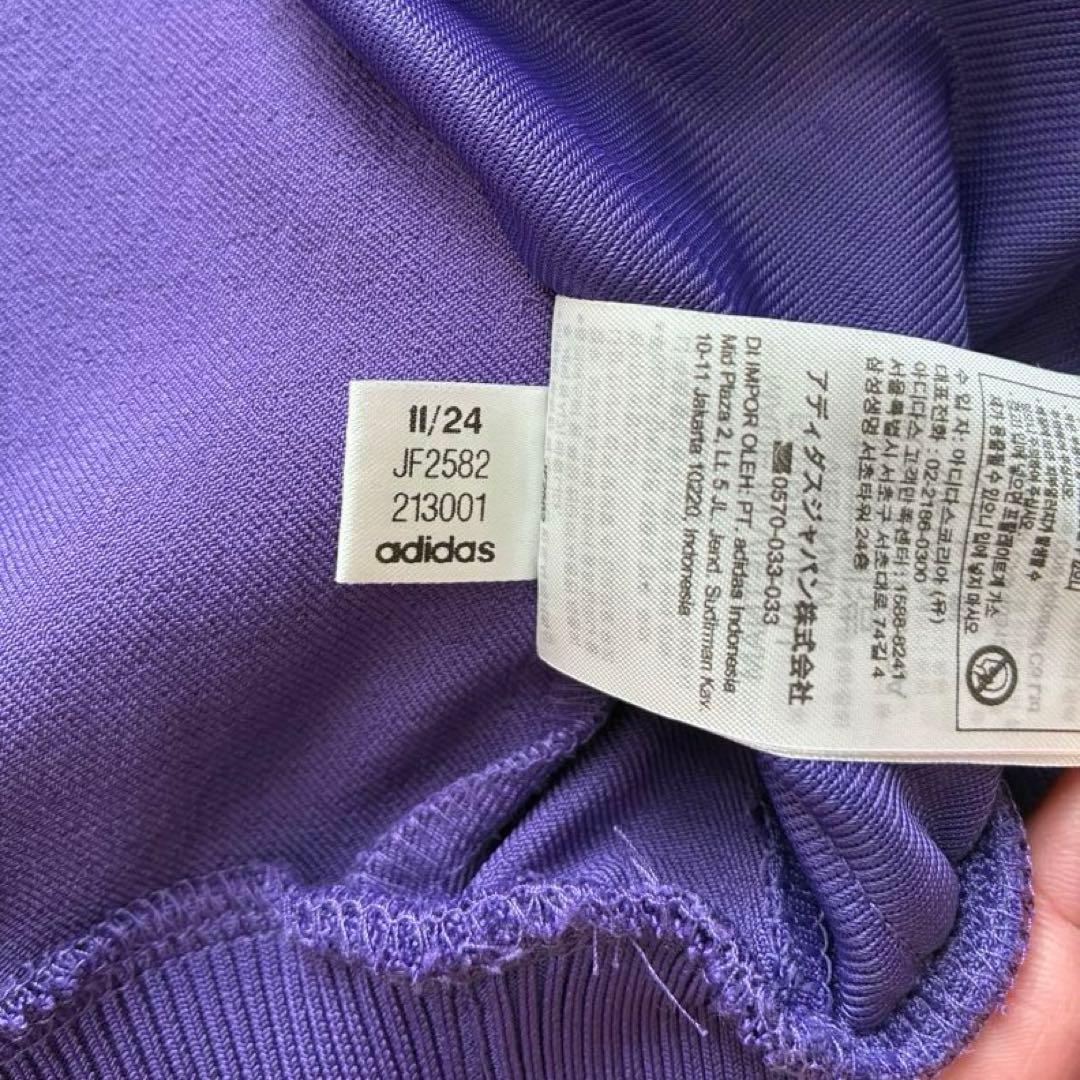 11/24
JF2582
213001
adidas
수 입 자: 아디다스코리아 (유)
대표전화: 02-2186-0300
아디다스 고객만족센터: 1588-8241/
서울특별시 서초구 서초대로 74길 4
삼성생명 서초타워 24층
アディダスジャパン株式会社
0570-033-033
DI IMPOR OLEH: PT. adidas Indonesia
Mid Plaza 2, Lt. 5 JL. Jend. Sudirman Kav.
10-11 Jakarta 10220, Indonesia